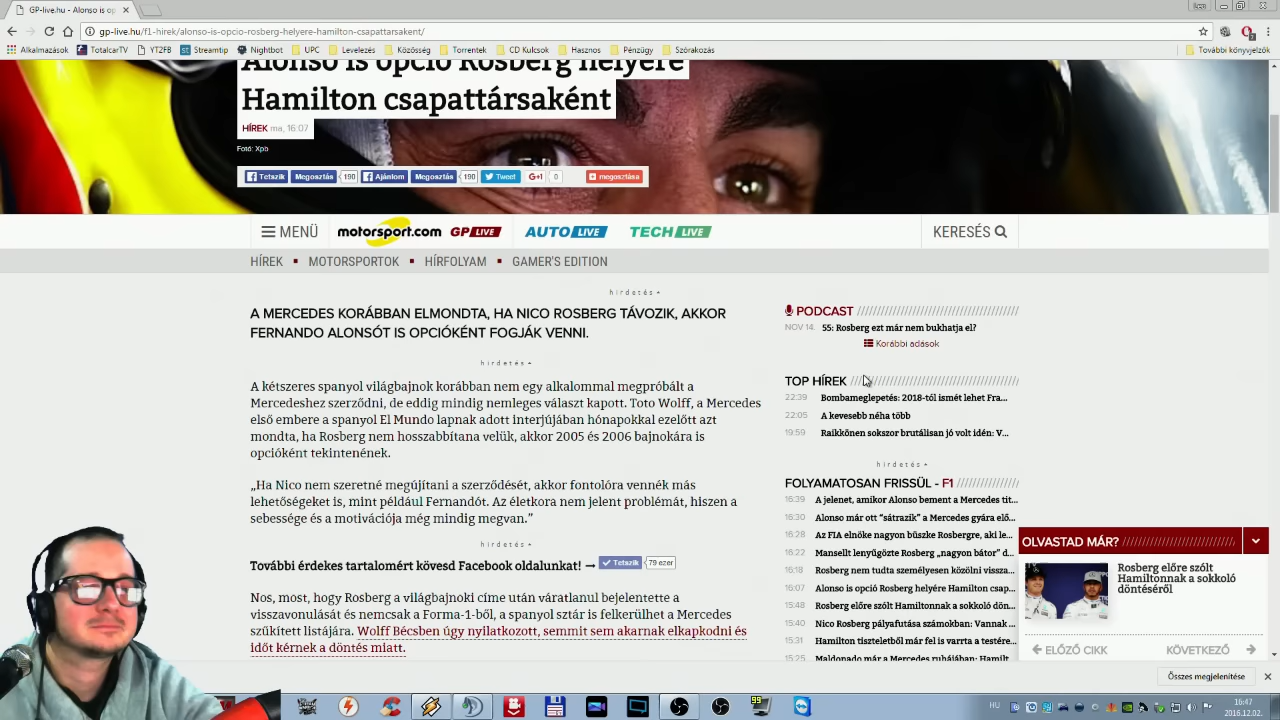 GP-live.hu - az első sz
Ilcco
gp-live.hu/f1-hirek/alonso-is-opcio-rosberg-helyere-hamilton-csapattarsakent/
Alkalmazások TotalcarTV YT2FB Streamtip Nightbot UPC Levelezés Közösség Torrentek CD Kulcsok Hasznos Pénzügy Szórakozás További könyvjelzők
Alonso is opció Rosberg helyére
Hamilton csapattársaként
HÍREK ma, 16:07
Fotó: Xpb
Tetszik Megosztás 190 Ajánlom Megosztás 190 Tweet G+1 0 megosztása
MENÜ motorsport.com GP LIVE AUTO LIVE TECH LIVE KERESÉS
HÍREK MOTORSPORTOK HÍRFOLYAM GAMER'S EDITION
hirdetés
A MERCEDES KORÁBBAN ELMONDTA, HA NICO ROSBERG TÁVOZIK, AKKOR
FERNANDO ALONSÓT IS OPCIÓKÉNT FOGJÁK VENNI.
hirdetés
A kétszeres spanyol világbajnok korábban nem egy alkalommal megpróbált a
Mercedeshez szerződni, de eddig mindig nemleges választ kapott. Toto Wolff, a Mercedes
első embere a spanyol El Mundo lapnak adott interjújában hónapokkal ezelőtt azt
mondta, ha Rosberg nem hosszabbítana velük, akkor 2005 és 2006 bajnokára is
opcióként tekintenének.
„Ha Nico nem szeretné megújítani a szerződését, akkor fontolóra vennék más
lehetőségeket is, mint például Fernandót. Az életkora nem jelent problémát, hiszen a
sebessége és a motivációja még mindig megvan.”
hirdetés
További érdekes tartalomért kövesd Facebook oldalunkat! → Tetszik 79 ezer
Nos, most, hogy Rosberg a világbajnoki címe után váratlanul bejelentette a
visszavonulását és nemcsak a Forma-1-ből, a spanyol sztár is felkerülhet a Mercedes
szűkített listájára. Wolff Bécsben úgy nyilatkozott, semmit sem akarnak elkapkodni és
időt kérnek a döntés miatt.
PODCAST
NOV 14. 55: Rosberg ezt már nem bukhatja el?
Korábbi adások
TOP HÍREK
22:39 Bombameglepetés: 2018-tól ismét lehet Fra...
22:05 A kevesebb néha több
19:59 Raikkönen sokszor brutálisan jó volt idén: V...
hirdetés
FOLYAMATOSAN FRISSÜL - F1
16:39 A jelenet, amikor Alonso bement a Mercedes tit...
16:30 Alonso már ott “sátrazik” a Mercedes gyára elő...
16:28 Az FIA elnöke nagyon büszke Rosbergre, aki le...
16:22 Mansellt lenyűgözte Rosberg „nagyon bátor” d...
16:18 Rosberg nem tudta személyesen közölni vissza...
16:07 Alonso is opció Rosberg helyére Hamilton csap...
15:48 Rosberg előre szólt Hamiltonnak a sokkoló dön...
15:40 Nico Rosberg pályafutása számokban: Vannak ...
15:31 Hamilton tiszteletből már fel is varrta a testére...
15:25 Maldonado már a Mercedes ruhájában: Hamilt...
OLVASTAD MÁR?
Rosberg előre szólt
Hamiltonnak a sokkoló
döntéséről
ELŐZŐ CIKK KÖVETKEZŐ
Összes megjelenítése
HU 16:47
2016.12.02.